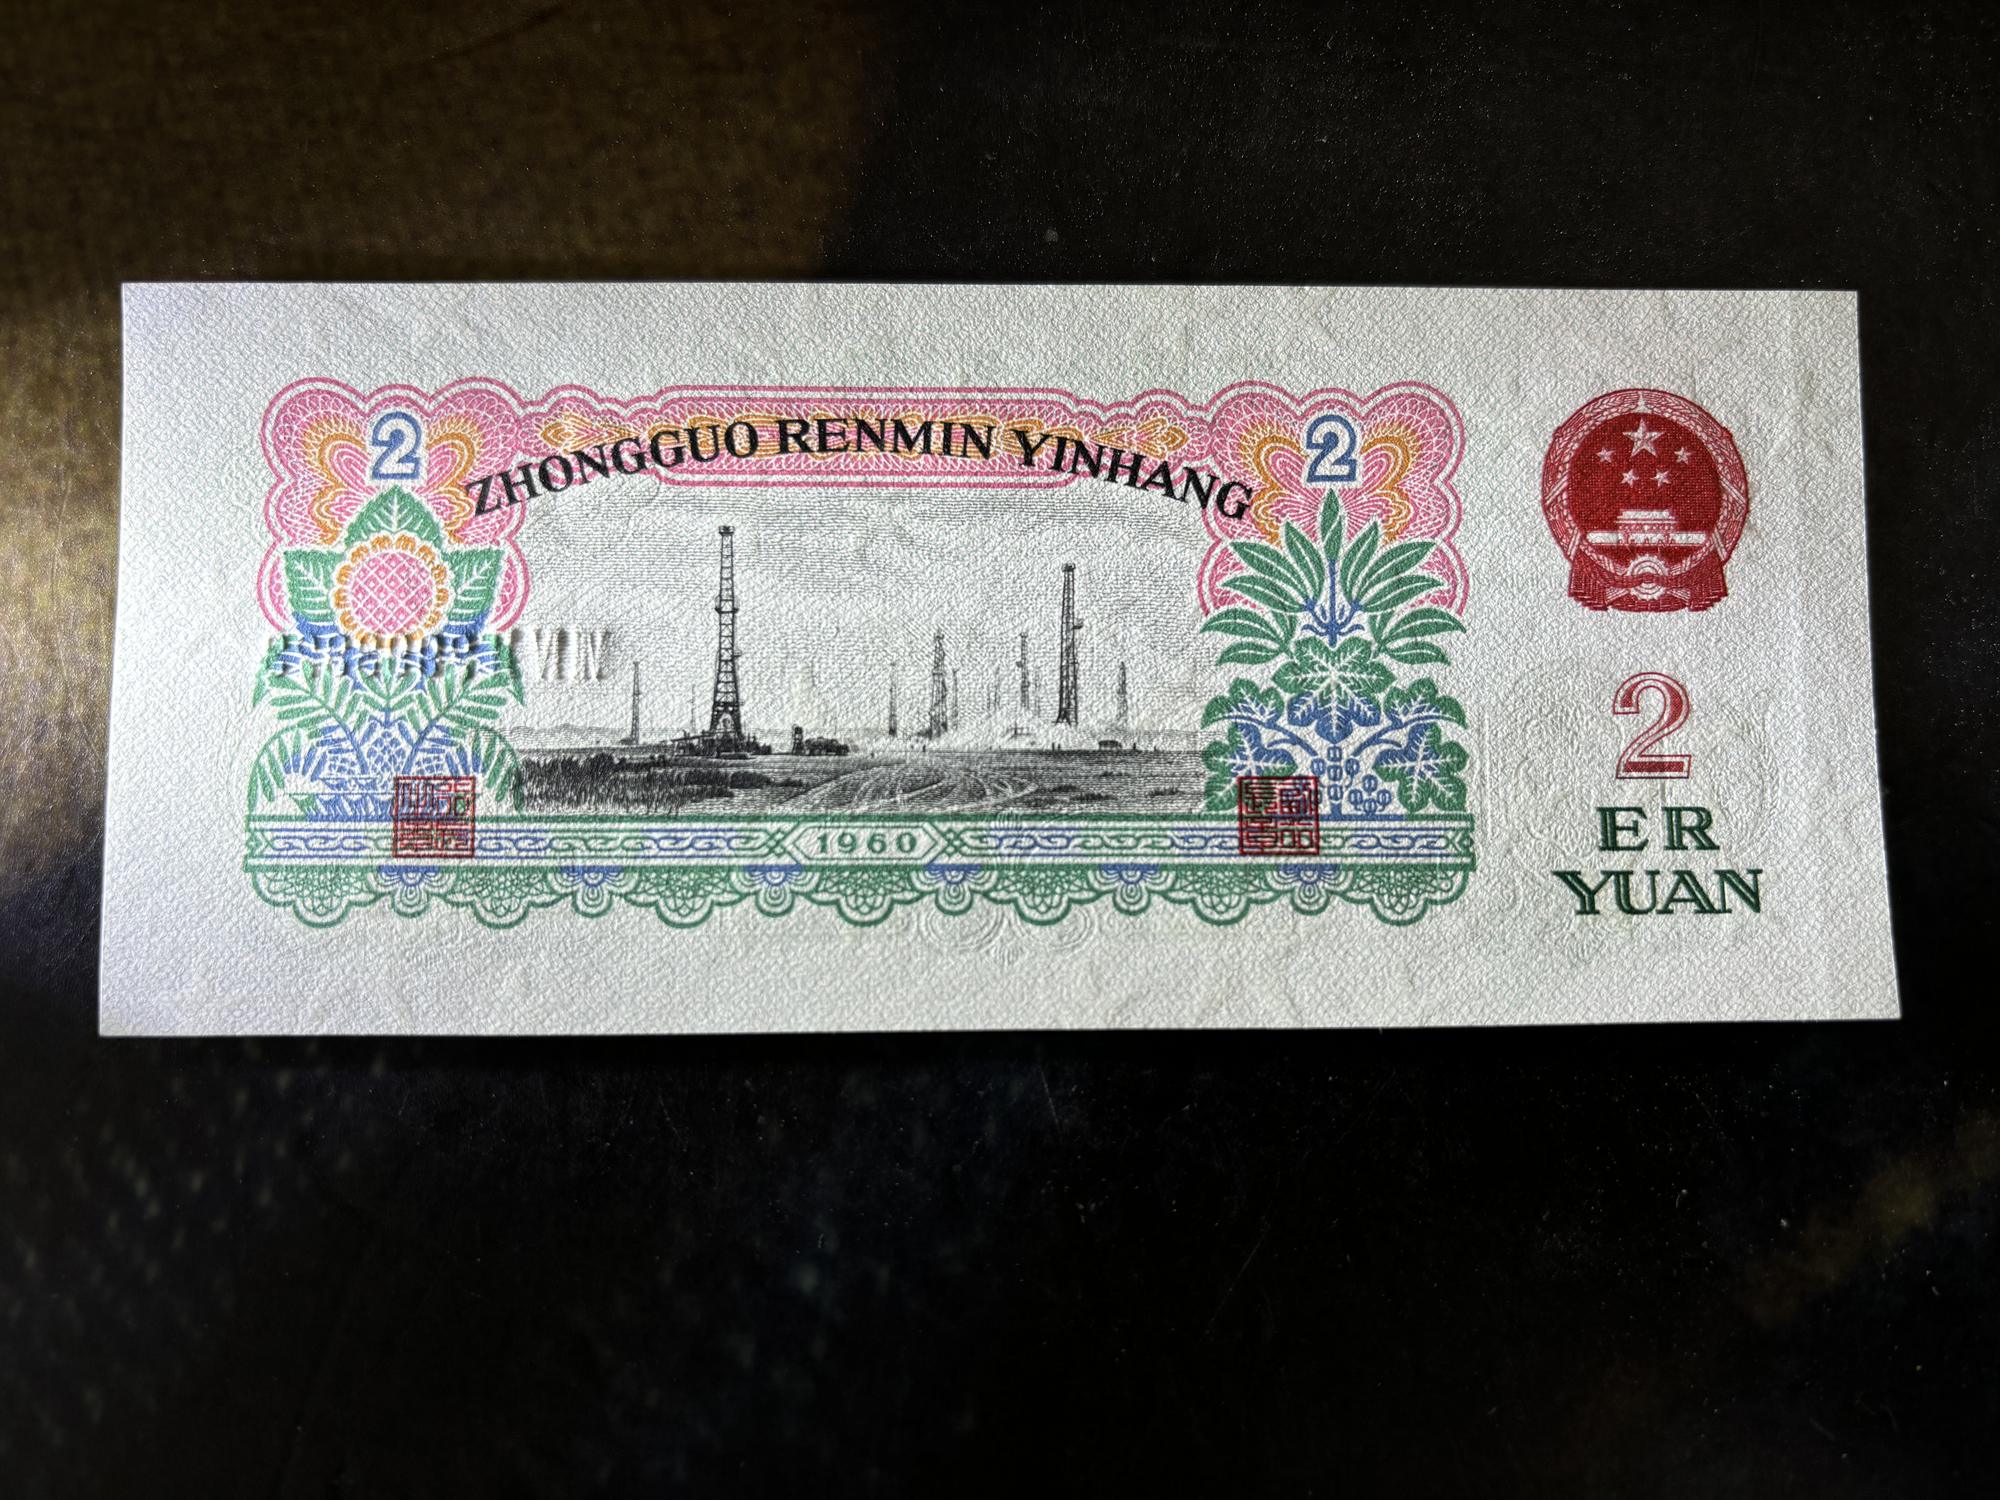 2
2
ZHONGGUO RENMIN YINHANG
2
ER
YUAN
1960